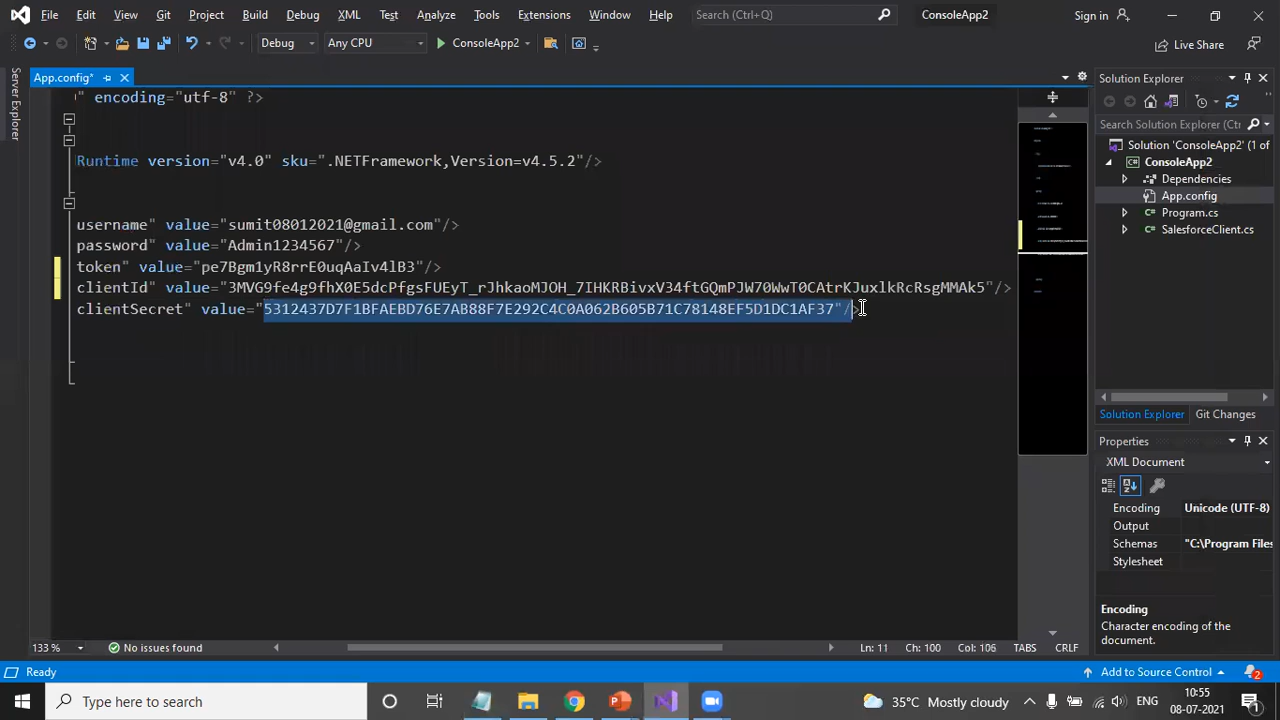 File Edit View Git Project Build Debug XML Test Analyze Tools Extensions Window Help Search (Ctrl+Q) ConsoleApp2 Sign in
Debug Any CPU ConsoleApp2 Live Share
Server Explorer
App.config*
" encoding="utf-8" ?>
Runtime version="v4.0" sku=".NETFramework,Version=v4.5.2"/>
username" value="sumit08012021@gmail.com"/>
password" value="Admin1234567"/>
token" value="pe7Bgm1yR8rrE0uqAaIv4lB3"/>
clientId" value="3MVG9fe4g9fhX0E5dcPfgsFUEyT_rJhkaoMJOH_7IHKRBivxV34ftGQmPJW70WwT0CAtrKJuxlkRcRsgMMAk5"/>
clientSecret" value="5312437D7F1BFAEBD76E7AB88F7E292C4C0A062B605B71C78148EF5D1DC1AF37"/>
Solution Explorer
Search Solution Explorer (Ctrl+
Solution 'ConsoleApp2' (1 of
ConsoleApp2
Dependencies
App.config
Program.cs
SalesforceClient.cs
Solution Explorer Git Changes
Properties
XML Document
Encoding Unicode (UTF-8)
Output
Schemas "C:\Program Files
Stylesheet
Encoding
Character encoding of the
document.
133 % No issues found Ln: 11 Ch: 100 Col: 106 TABS CRLF
Ready Add to Source Control 2
Type here to search 35°C Mostly cloudy ENG 10:55
08-07-2021 1